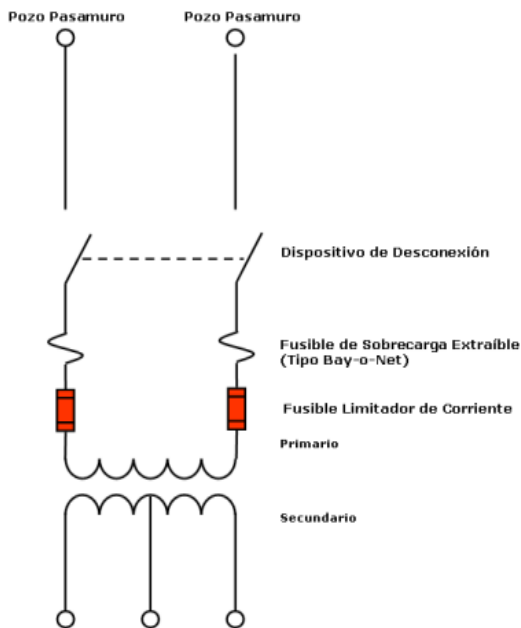 Pozo Pasamuro
Pozo Pasamuro
Dispositivo de Desconexión
Fusible de Sobrecarga Extraíble
(Tipo Bay-o-Net)
Fusible Limitador de Corriente
Primario
Secundario